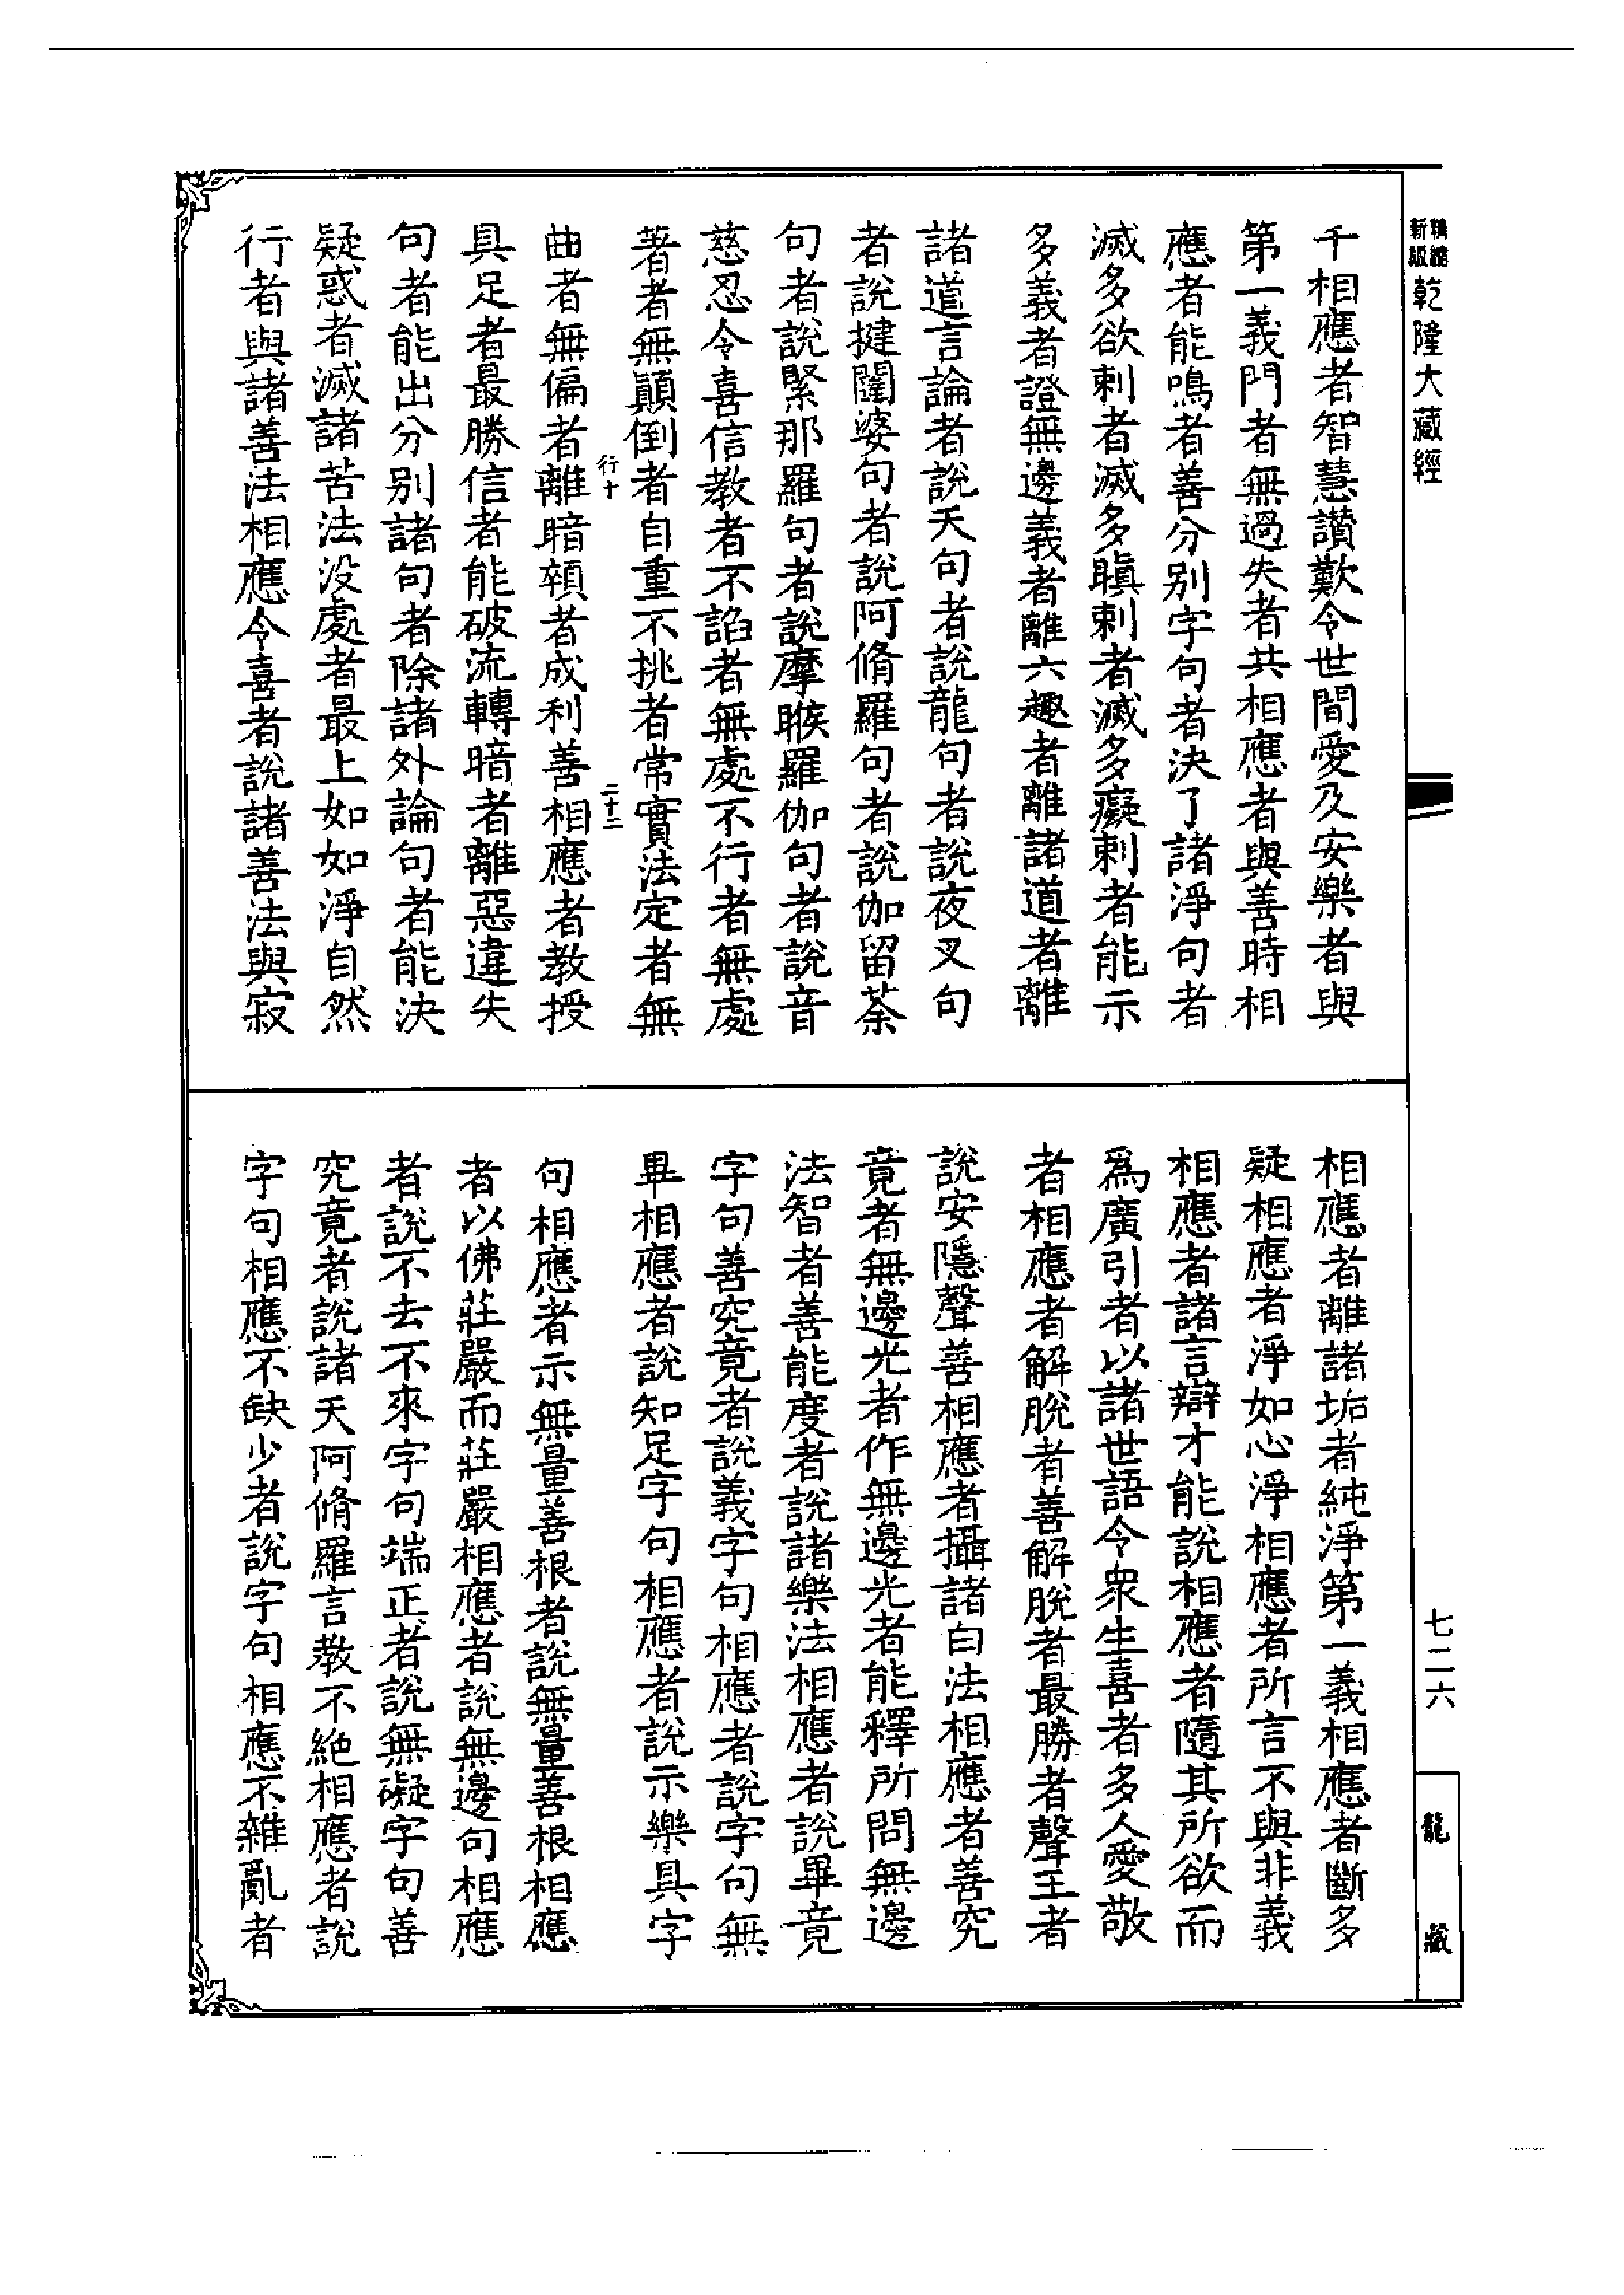 精縮新版乾隆大藏經
千相應者智慧讚歎令世間愛及安樂者與
第一義門者無過失者共相應者與善時相
應者能鳴者善分別字句者決了諸淨句者
滅多欲刺者滅多瞋刺者滅多癡刺者能示
多義者證無邊義者離六趣者離諸道者離
諸道言論者說天句者說龍句者說夜叉句
者說揵闥婆句者說阿脩羅句者說伽留荼
句者說緊那羅句者說摩睺羅伽句者說音
慈忍令喜信教者不諂者無處不行者無處
著者無顛倒者自重不挑者常實法定者無
行十 二十二
曲者無偏者離暗頓者成利善相應者教授
具足者最勝信者能破流轉暗者離惡違失
句者能出分別諸句者除諸外論句者能決
疑惑者滅諸苦法沒處者最上如如淨自然
行者與諸善法相應令喜者說諸善法與寂
相應者離諸垢者純淨第一義相應者斷多
疑相應者淨如心淨相應者所言不與非義
相應者諸言辯才能說相應者隨其所欲而
爲廣引者以諸世語令衆生喜者多人愛敬
者相應者解脫者善解脫者最勝者聲王者
說安隱聲善相應者攝諸白法相應者善究
竟者無邊光者作無邊光者能釋所問無邊
法智者善能度者說諸樂法相應者說畢竟
字句善究竟者說義字句相應者說字句無
畢相應者說知足字句相應者說示樂具字
句相應者示無量善根者說無量善根相應
者以佛莊嚴而莊嚴相應者說無邊句相應
者說不去不來字句端正者說無礙字句善
究竟者說諸天阿脩羅言教不絕相應者說
字句相應不缺少者說字句相應不雜亂者
七二六
龍藏